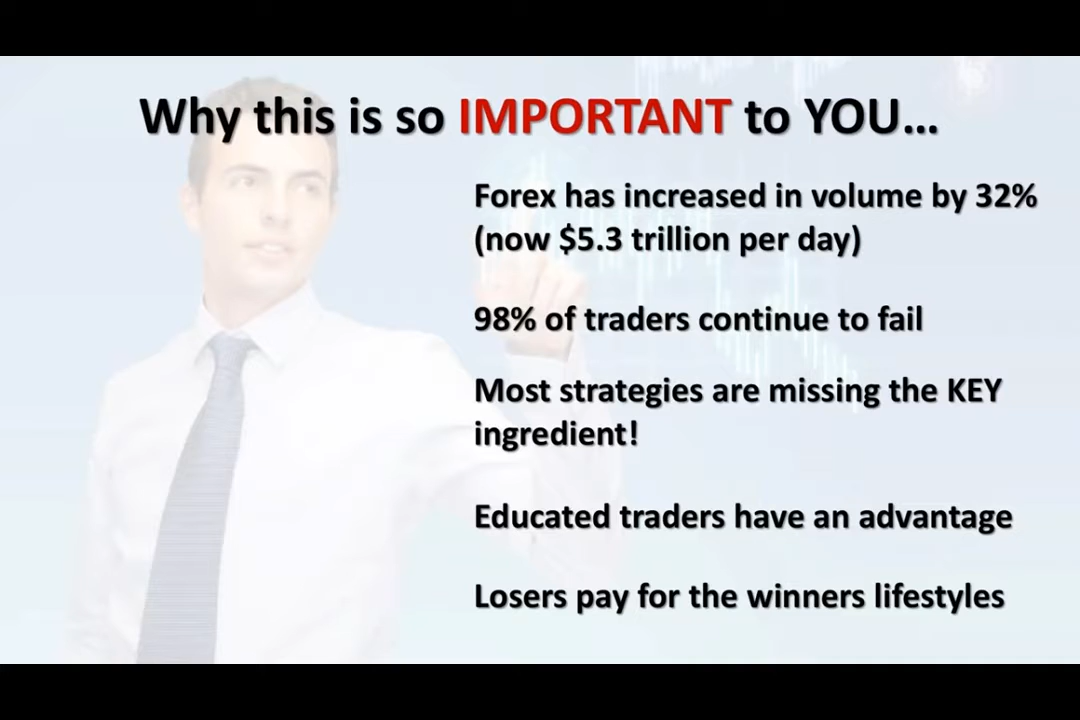 Why this is so IMPORTANT to YOU...
Forex has increased in volume by 32%
(now $5.3 trillion per day)
98% of traders continue to fail
Most strategies are missing the KEY
ingredient!
Educated traders have an advantage
Losers pay for the winners lifestyles